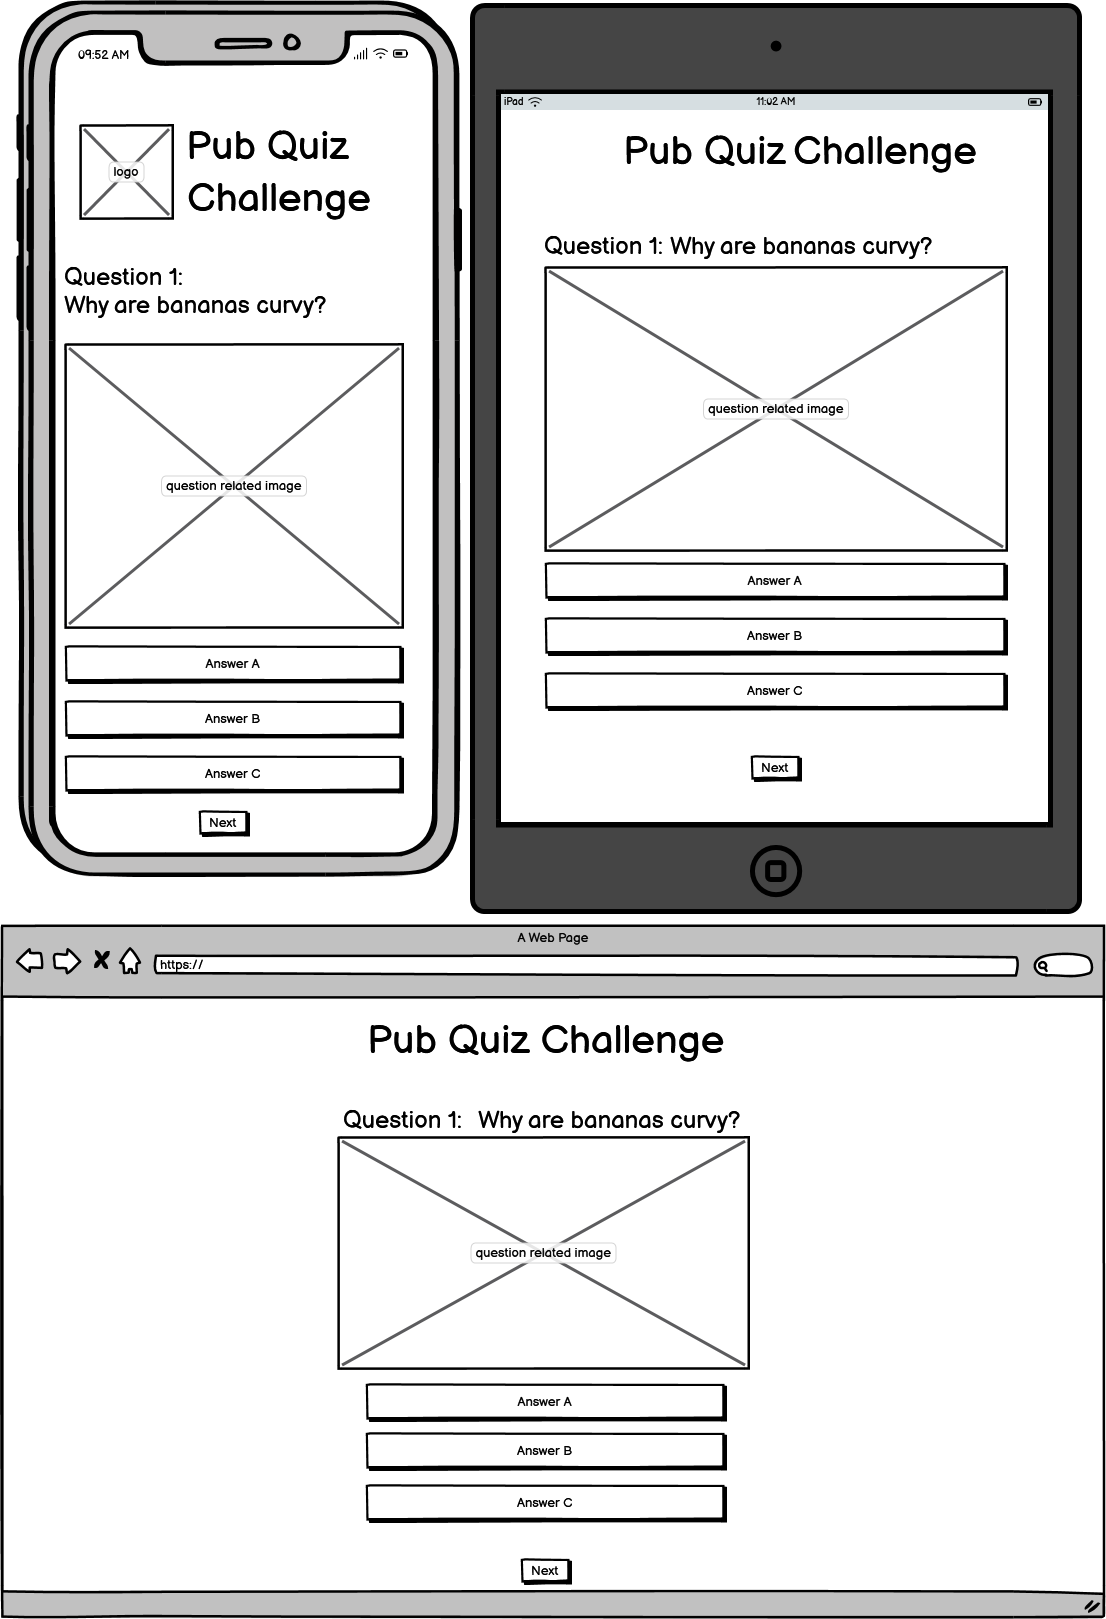 09:52 AM
logo
Pub Quiz
Challenge
Question 1:
Why are bananas curvy?
question related image
Answer A
Answer B
Answer C
Next
iPad
11:02 AM
Pub Quiz Challenge
Question 1: Why are bananas curvy?
question related image
Answer A
Answer B
Answer C
Next
A Web Page
https://
Pub Quiz Challenge
Question 1: Why are bananas curvy?
question related image
Answer A
Answer B
Answer C
Next